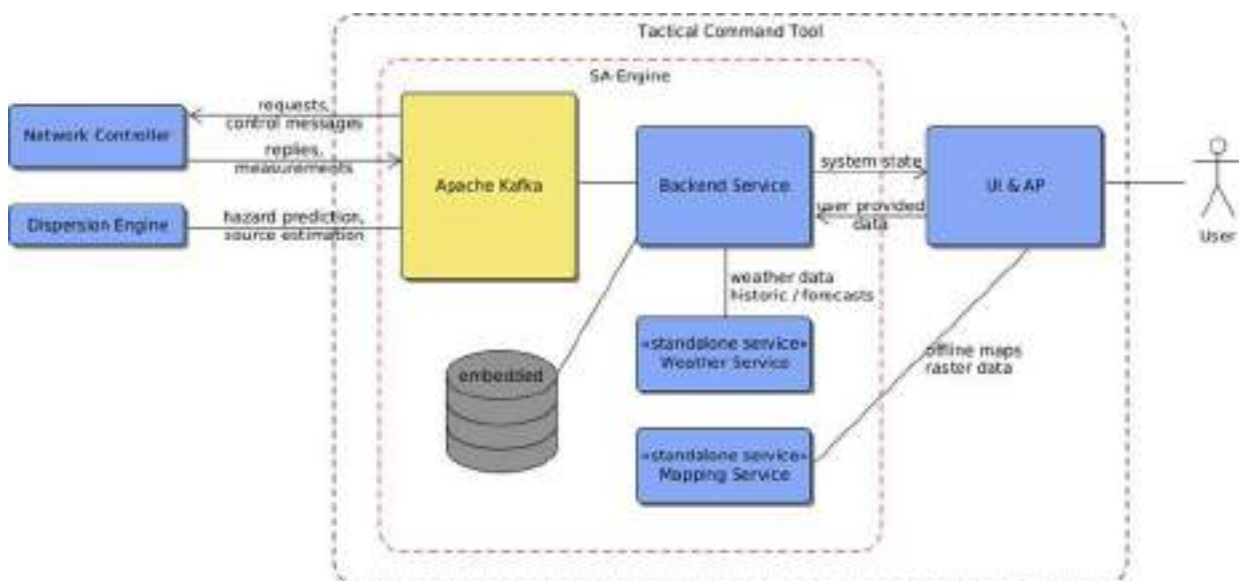 Tactical Command Tool
SA-Engine
requests,
control messages
Network Controller
replies,
measurements
Apache Kafka
Backend Service
system state
user provided
data
UI & AP
User
Dispersion Engine
hazard prediction,
source estimation
weather data
historic / forecasts
«standalone service»
Weather Service
offline maps
raster data
embedded
«standalone service»
Mapping Service